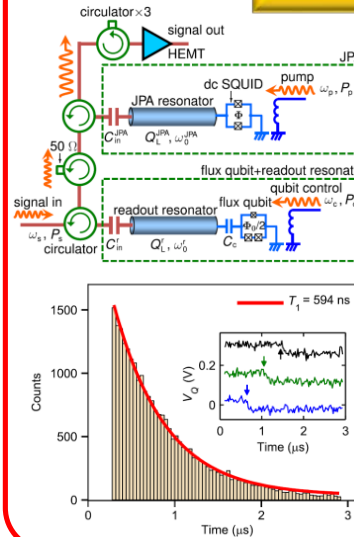 circulator×3
signal out
HEMT
JP
JPA resonator
dc SQUID
pump
ω_p, P_p
Φ
C_in^JPA
Q_L^JPA, ω_0^JPA
50 Ω
flux qubit+readout resonat
signal in
readout resonator
flux qubit
qubit control
ω_c, P
Φ_0/2
ω_s, P_s
circulator
C_in^r
Q_L^r, ω_0^r
C_c
1500
1000
500
0
Counts
T_1 = 594 ns
V_Q (V)
0.2
0
0 1 2 3
Time (μs)
0 1 2 3
Time (μs)